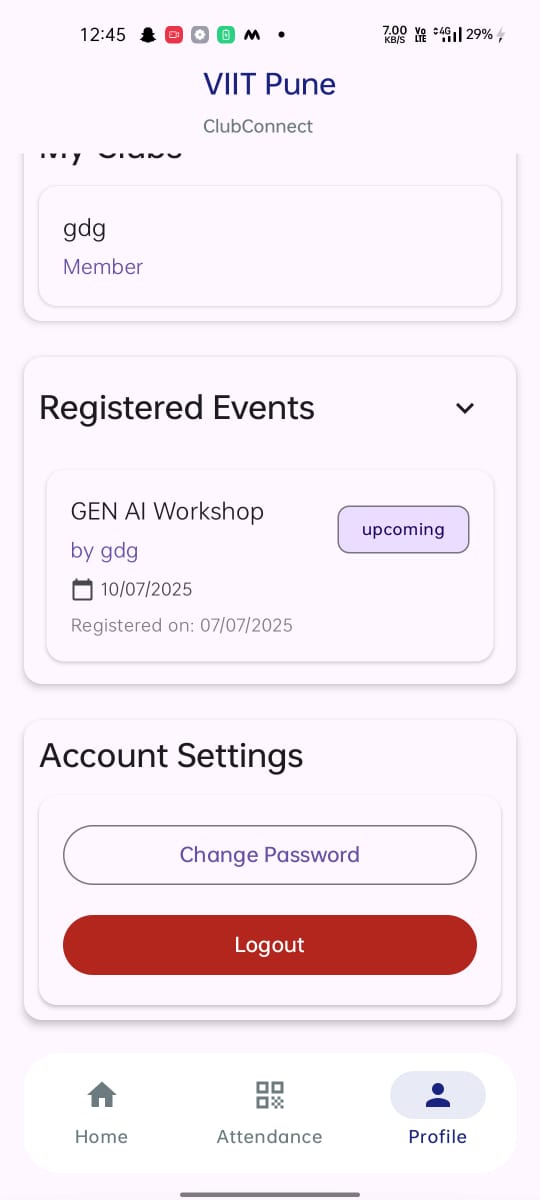 12:45
7.00 KB/S
Vo LTE
4G
29%
VIIT Pune
ClubConnect
My Clubs
gdg
Member
Registered Events
GEN AI Workshop
upcoming
by gdg
10/07/2025
Registered on: 07/07/2025
Account Settings
Change Password
Logout
Home
Attendance
Profile